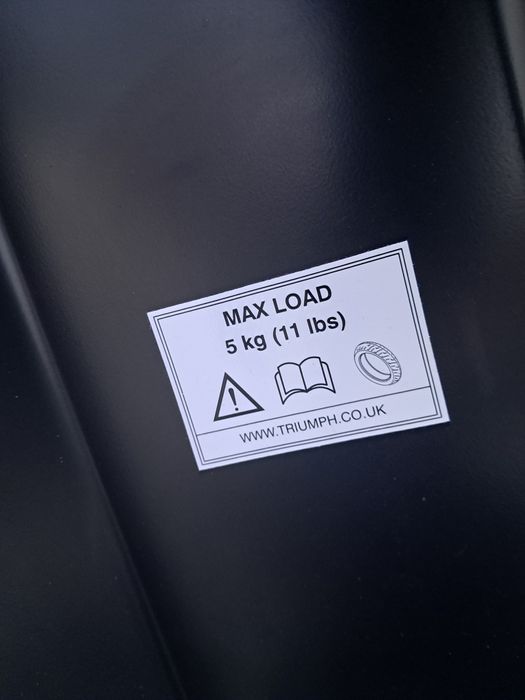 MAX LOAD
5 kg (11 lbs)
WWW.TRIUMPH.CO.UK